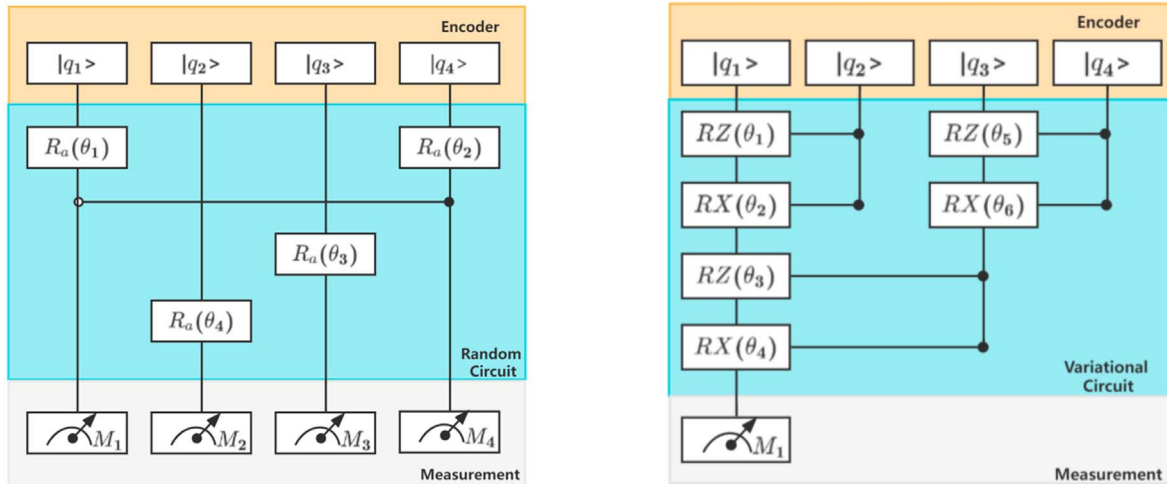 Encoder
|q₁> |q₂> |q₃> |q₄>
Rₐ(θ₁) Rₐ(θ₂)
Rₐ(θ₃)
Rₐ(θ₄)
Random
Circuit
M₁ M₂ M₃ M₄
Measurement
Encoder
|q₁> |q₂> |q₃> |q₄>
RZ(θ₁) RZ(θ₅)
RX(θ₂) RX(θ₆)
RZ(θ₃)
RX(θ₄)
Variational
Circuit
M₁
Measurement